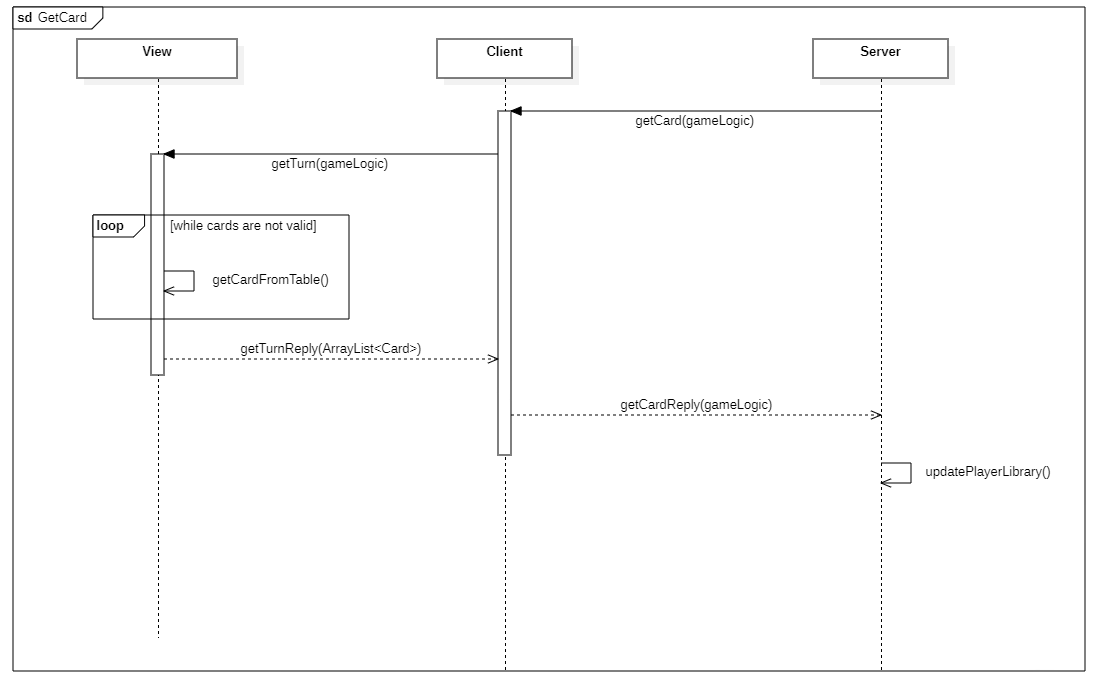 sd GetCard
View
Client
Server
getCard(gameLogic)
getTurn(gameLogic)
loop
[while cards are not valid]
getCardFromTable()
getTurnReply(ArrayList<Card>)
getCardReply(gameLogic)
updatePlayerLibrary()